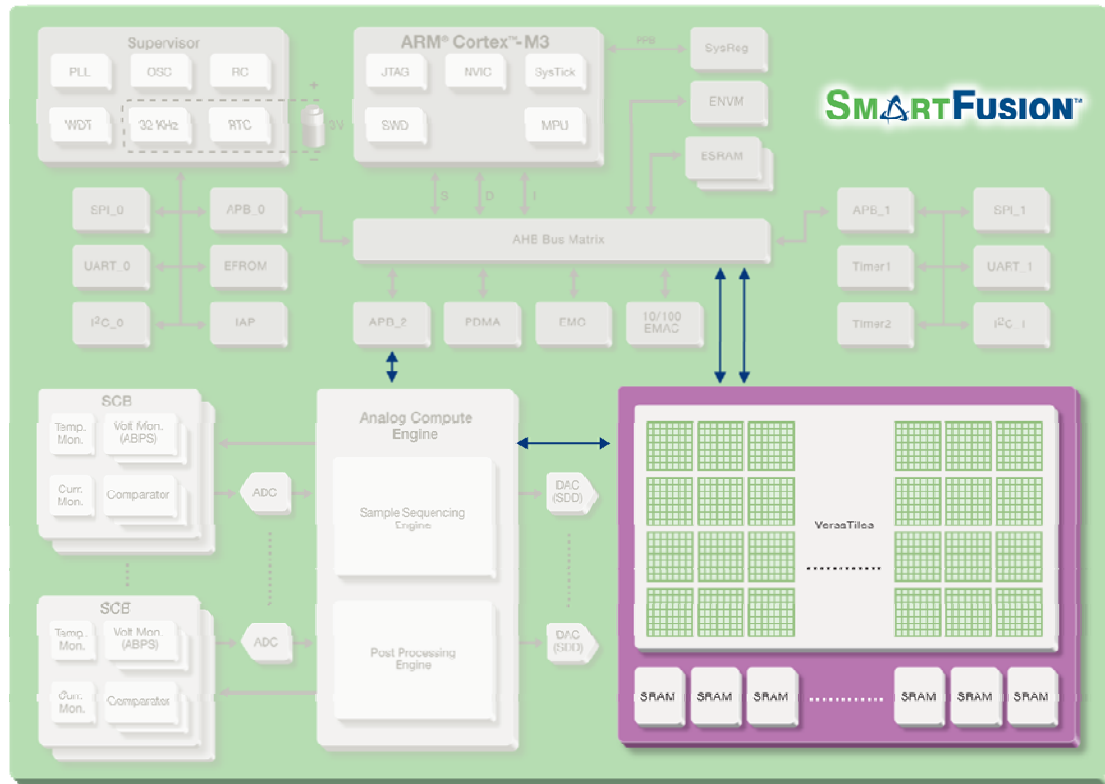 Supervisor
PLL
OSC
RC
WDT
32 KHz
RTC
+
3V
–
ARM® Cortex™-M3
JTAG
NVIC
SysTick
SWD
MPU
PPB
SysReg
ENVM
ESRAM
SMARTFUSION™
S
D
I
SPI_0
APB_0
UART_0
EFROM
I²C_0
IAP
AHB Bus Matrix
APB_1
SPI_1
Timer1
UART_1
Timer2
I²C_1
APB_2
PDMA
EMC
10/100
EMAC
SCB
Temp.
Mon.
Volt Mon.
(ABPS)
Curr.
Mon.
Comparator
ADC
Analog Compute
Engine
Sample Sequencing
Engine
DAC
(SDD)
VersaTiles
SCB
Temp.
Mon.
Volt Mon.
(ABPS)
Curr.
Mon.
Comparator
ADC
Post Processing
Engine
DAC
(SDD)
SRAM
SRAM
SRAM
SRAM
SRAM
SRAM